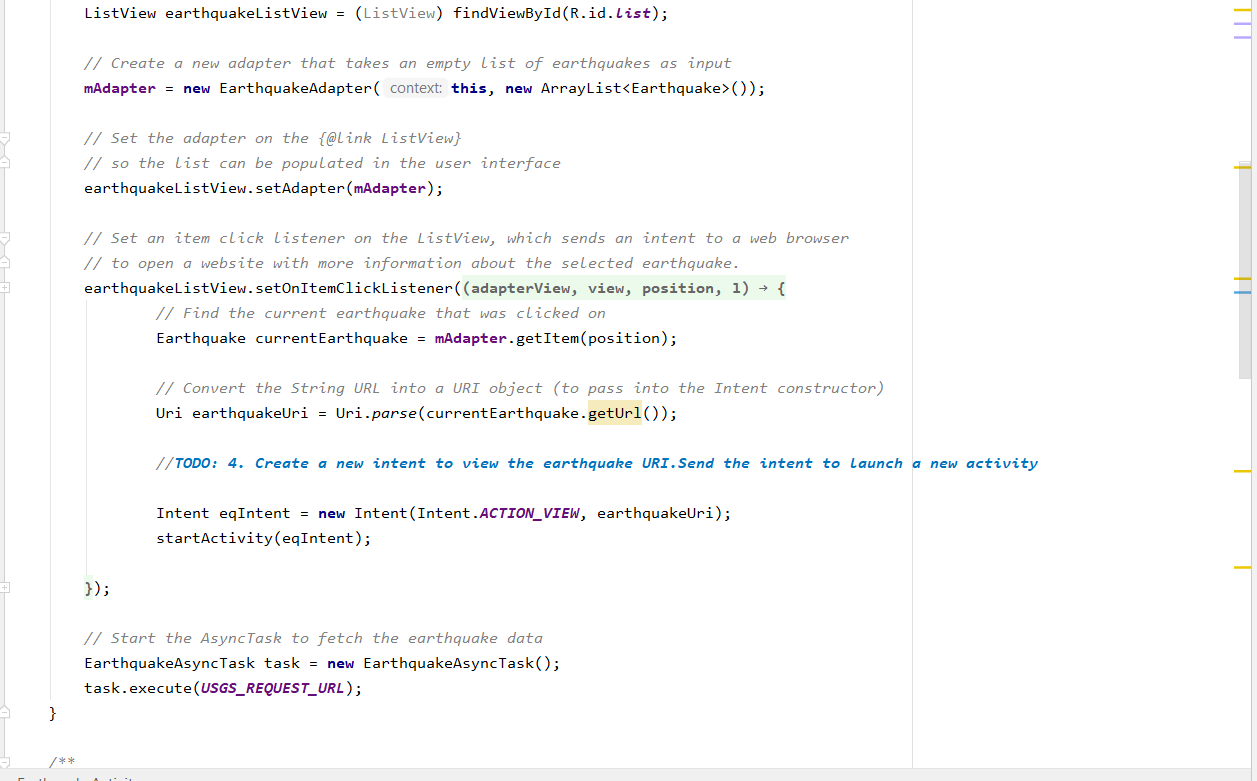 ListView earthquakeListView = (ListView) findViewById(R.id.list);
// Create a new adapter that takes an empty list of earthquakes as input
mAdapter = new EarthquakeAdapter( context: this, new ArrayList<Earthquake>());
// Set the adapter on the {@link ListView}
// so the list can be populated in the user interface
earthquakeListView.setAdapter(mAdapter);
// Set an item click listener on the ListView, which sends an intent to a web browser
// to open a website with more information about the selected earthquake.
earthquakeListView.setOnItemClickListener((adapterView, view, position, l) → {
// Find the current earthquake that was clicked on
Earthquake currentEarthquake = mAdapter.getItem(position);
// Convert the String URL into a URI object (to pass into the Intent constructor)
Uri earthquakeUri = Uri.parse(currentEarthquake.getUrl());
//TODO: 4. Create a new intent to view the earthquake URI.Send the intent to launch a new activity
Intent eqIntent = new Intent(Intent.ACTION_VIEW, earthquakeUri);
startActivity(eqIntent);
});
// Start the AsyncTask to fetch the earthquake data
EarthquakeAsyncTask task = new EarthquakeAsyncTask();
task.execute(USGS_REQUEST_URL);
}
/**